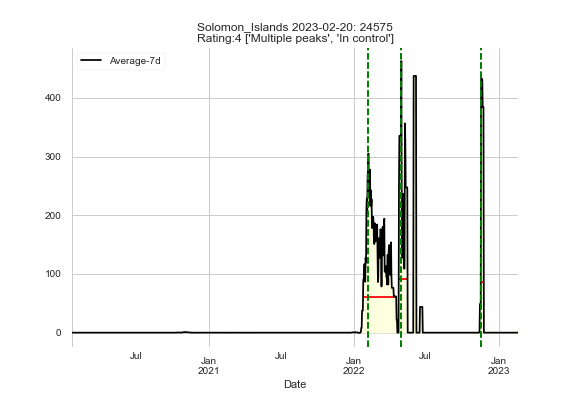 Solomon_Islands 2023-02-20: 24575
Rating:4 ['Multiple peaks', 'In control']
Average-7d
400
300
200
100
0
Jul
Jan
2021
Jul
Jan
2022
Jul
Jan
2023
Date